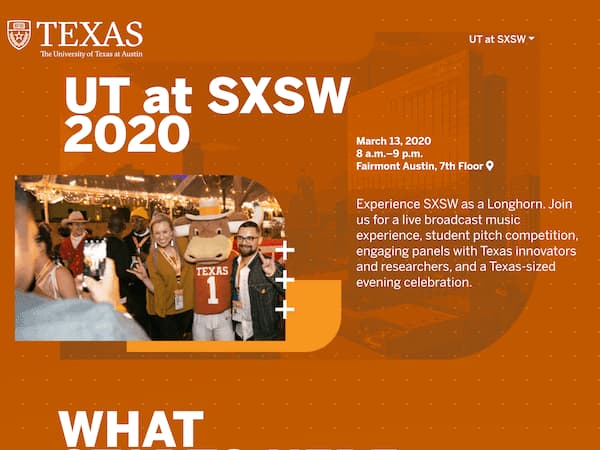 TEXAS
The University of Texas at Austin
UT at SXSW
UT at SXSW
2020
March 13, 2020
8 a.m.–9 p.m.
Fairmont Austin, 7th Floor
Experience SXSW as a Longhorn. Join
us for a live broadcast music
experience, student pitch competition,
engaging panels with Texas innovators
and researchers, and a Texas-sized
evening celebration.
TEXAS
1
WHAT